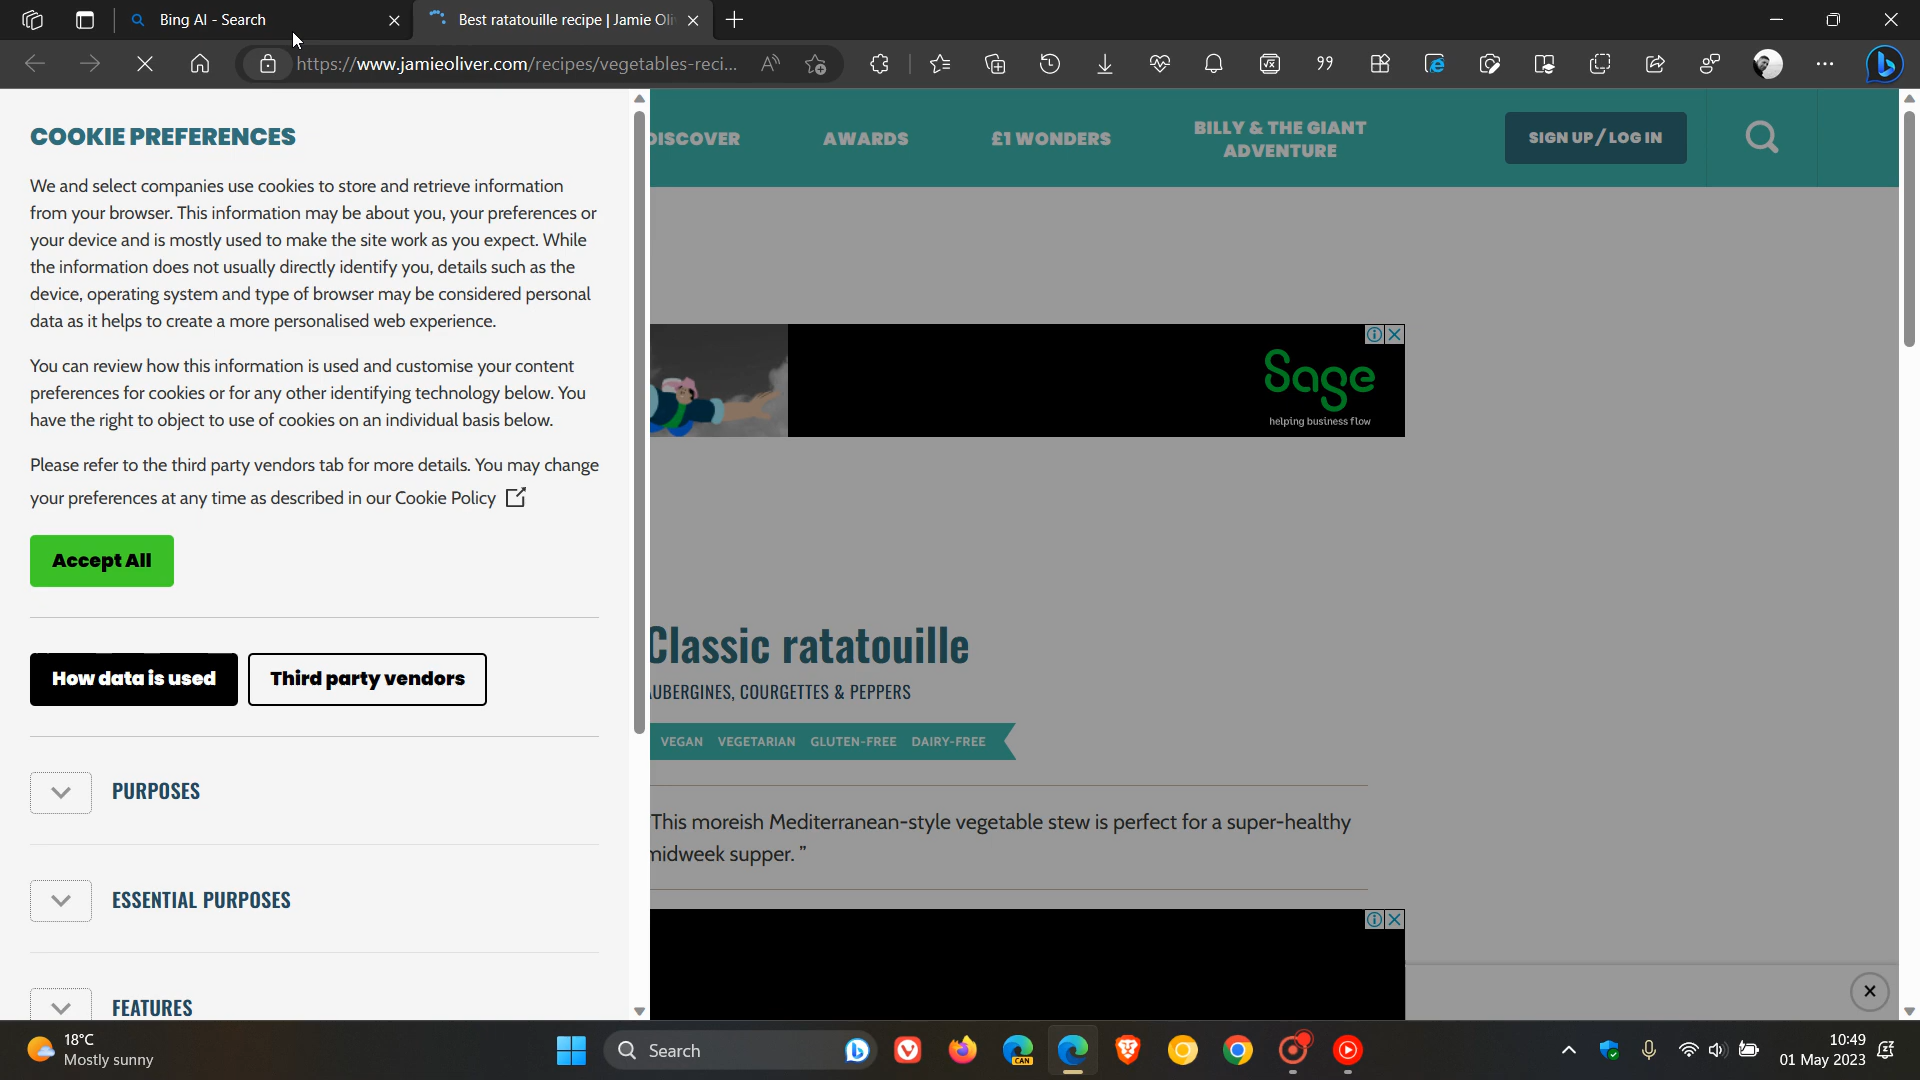 Bing AI - Search
Best ratatouille recipe | Jamie Oli
https://www.jamieoliver.com/recipes/vegetables-reci...
COOKIE PREFERENCES
We and select companies use cookies to store and retrieve information
from your browser. This information may be about you, your preferences or
your device and is mostly used to make the site work as you expect. While
the information does not usually directly identify you, details such as the
device, operating system and type of browser may be considered personal
data as it helps to create a more personalised web experience.
You can review how this information is used and customise your content
preferences for cookies or for any other identifying technology below. You
have the right to object to use of cookies on an individual basis below.
Please refer to the third party vendors tab for more details. You may change
your preferences at any time as described in our Cookie Policy
Accept All
How data is used
Third party vendors
PURPOSES
ESSENTIAL PURPOSES
FEATURES
DISCOVER
AWARDS
£1 WONDERS
BILLY & THE GIANT
ADVENTURE
SIGN UP / LOG IN
Sage
helping business flow
Classic ratatouille
AUBERGINES, COURGETTES & PEPPERS
VEGAN VEGETARIAN GLUTEN-FREE DAIRY-FREE
This moreish Mediterranean-style vegetable stew is perfect for a super-healthy
midweek supper. ”
18°C
Mostly sunny
Search
CAN
10:49
01 May 2023